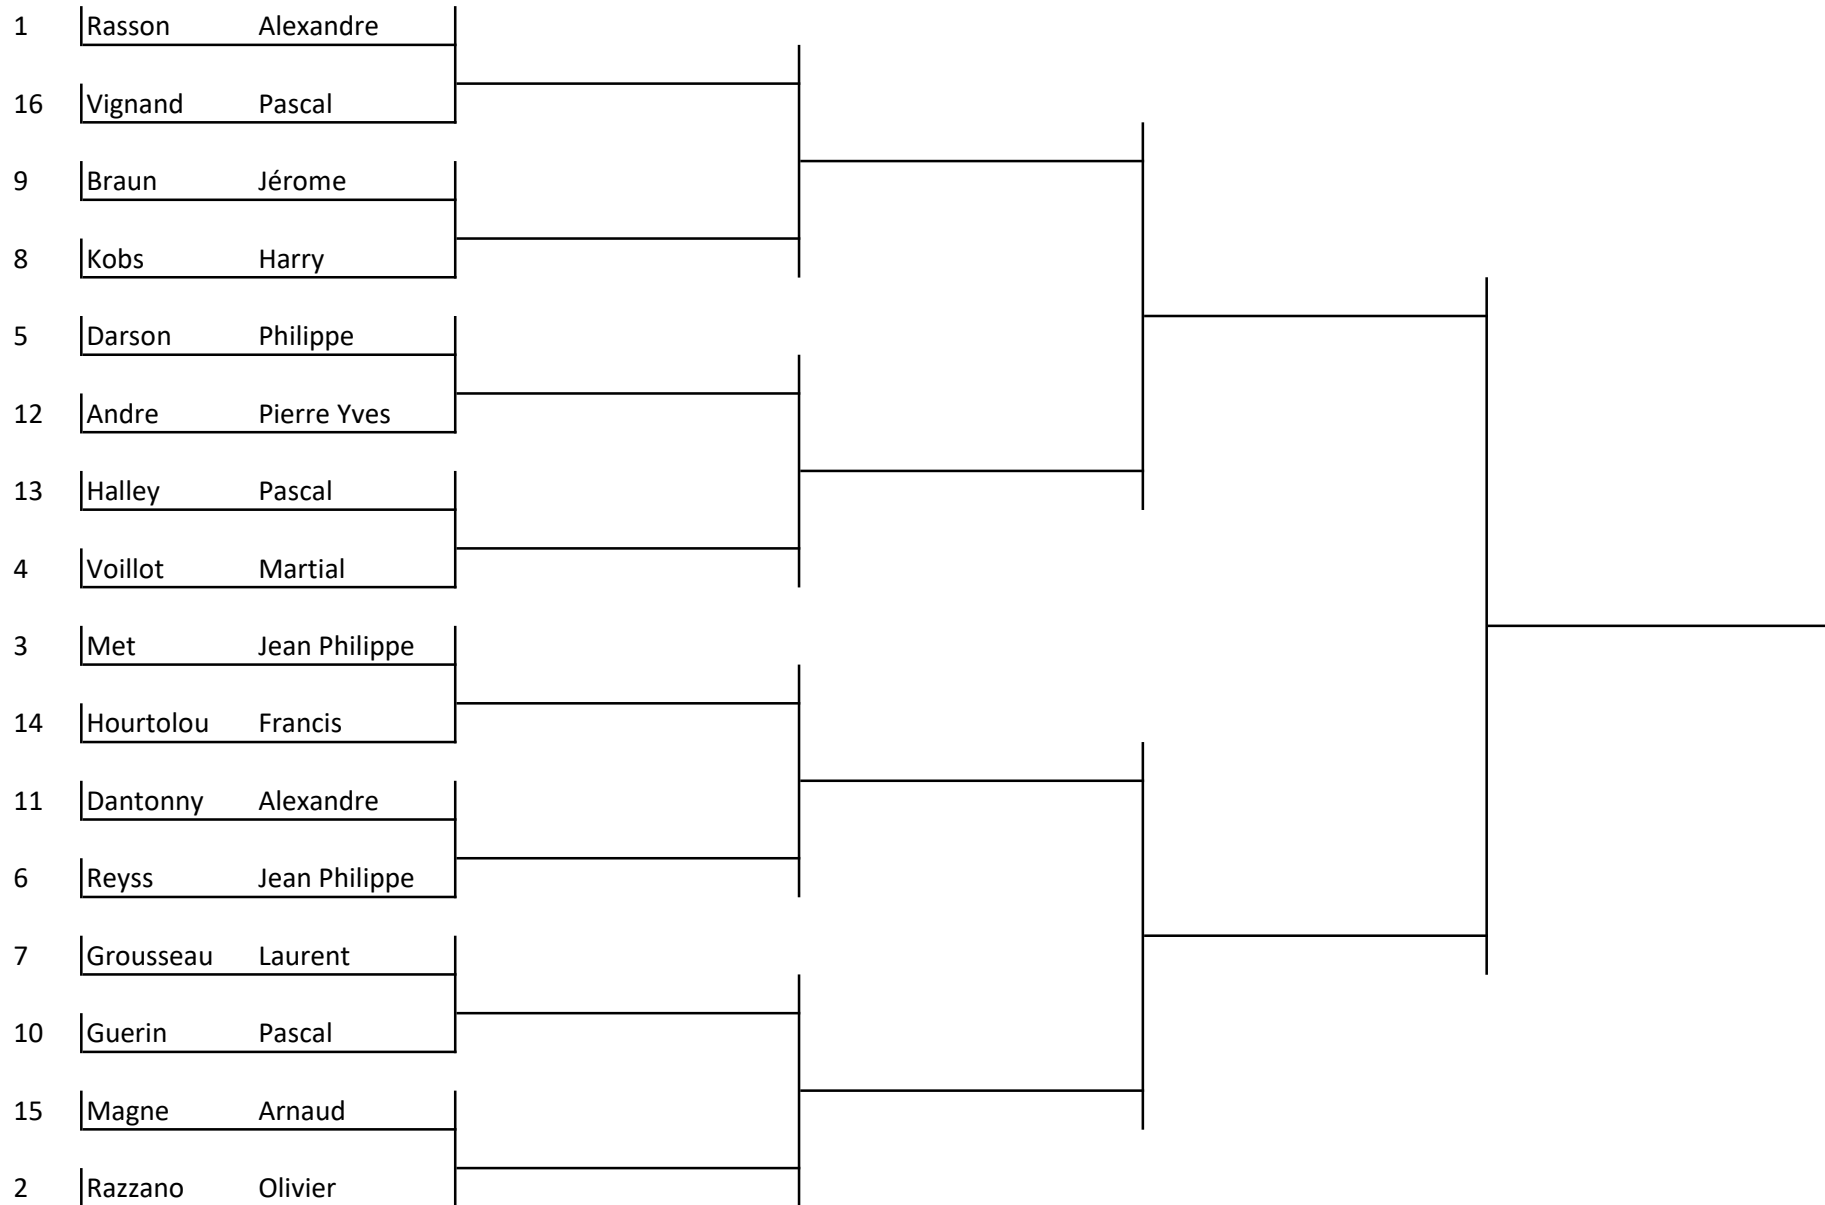 1 Rasson Alexandre
16 Vignand Pascal
9 Braun Jérome
8 Kobs Harry
5 Darson Philippe
12 Andre Pierre Yves
13 Halley Pascal
4 Voillot Martial
3 Met Jean Philippe
14 Hourtolou Francis
11 Dantonny Alexandre
6 Reyss Jean Philippe
7 Grousseau Laurent
10 Guerin Pascal
15 Magne Arnaud
2 Razzano Olivier